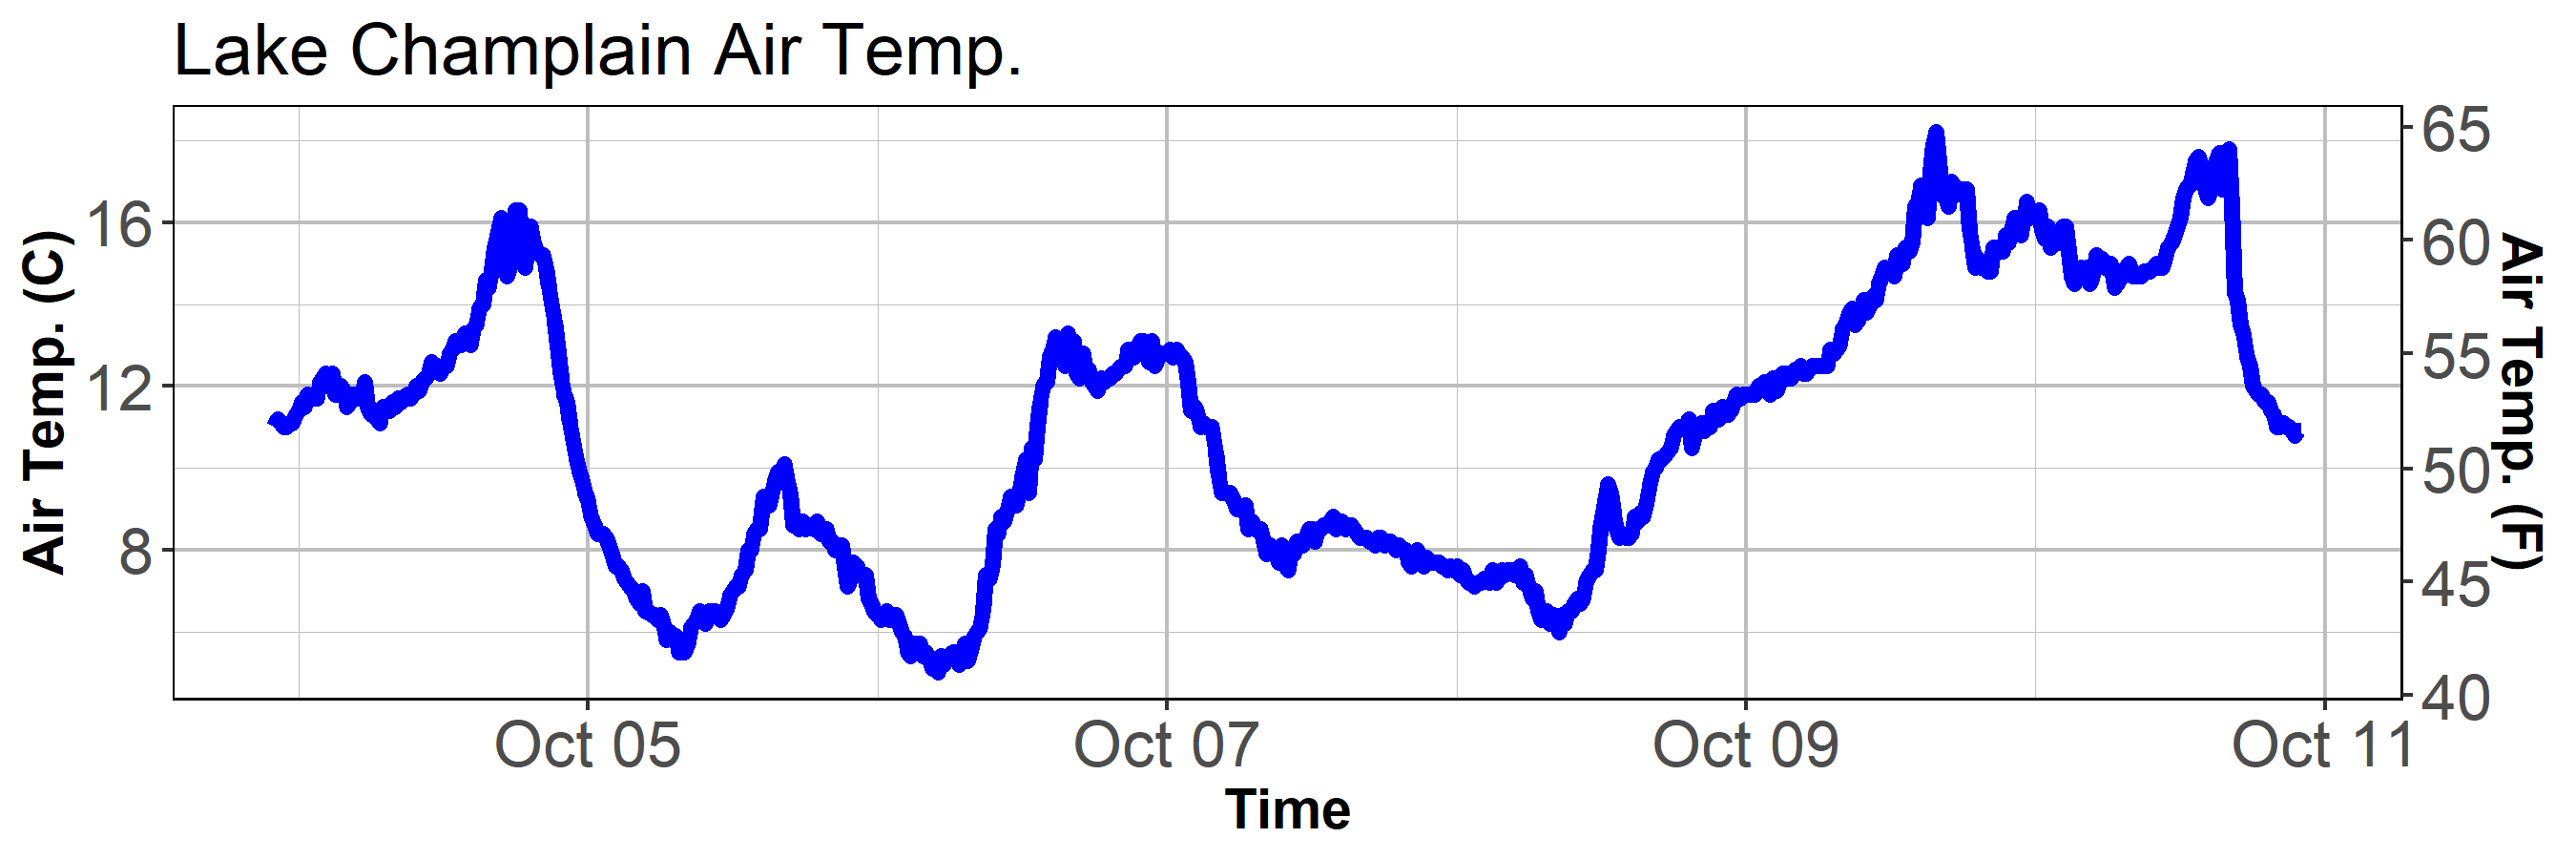 Lake Champlain Air Temp.
Air Temp. (C)
16
12
8
65
60
55
50
45
40
Air Temp. (F)
Oct 05 Oct 07 Oct 09 Oct 11
Time